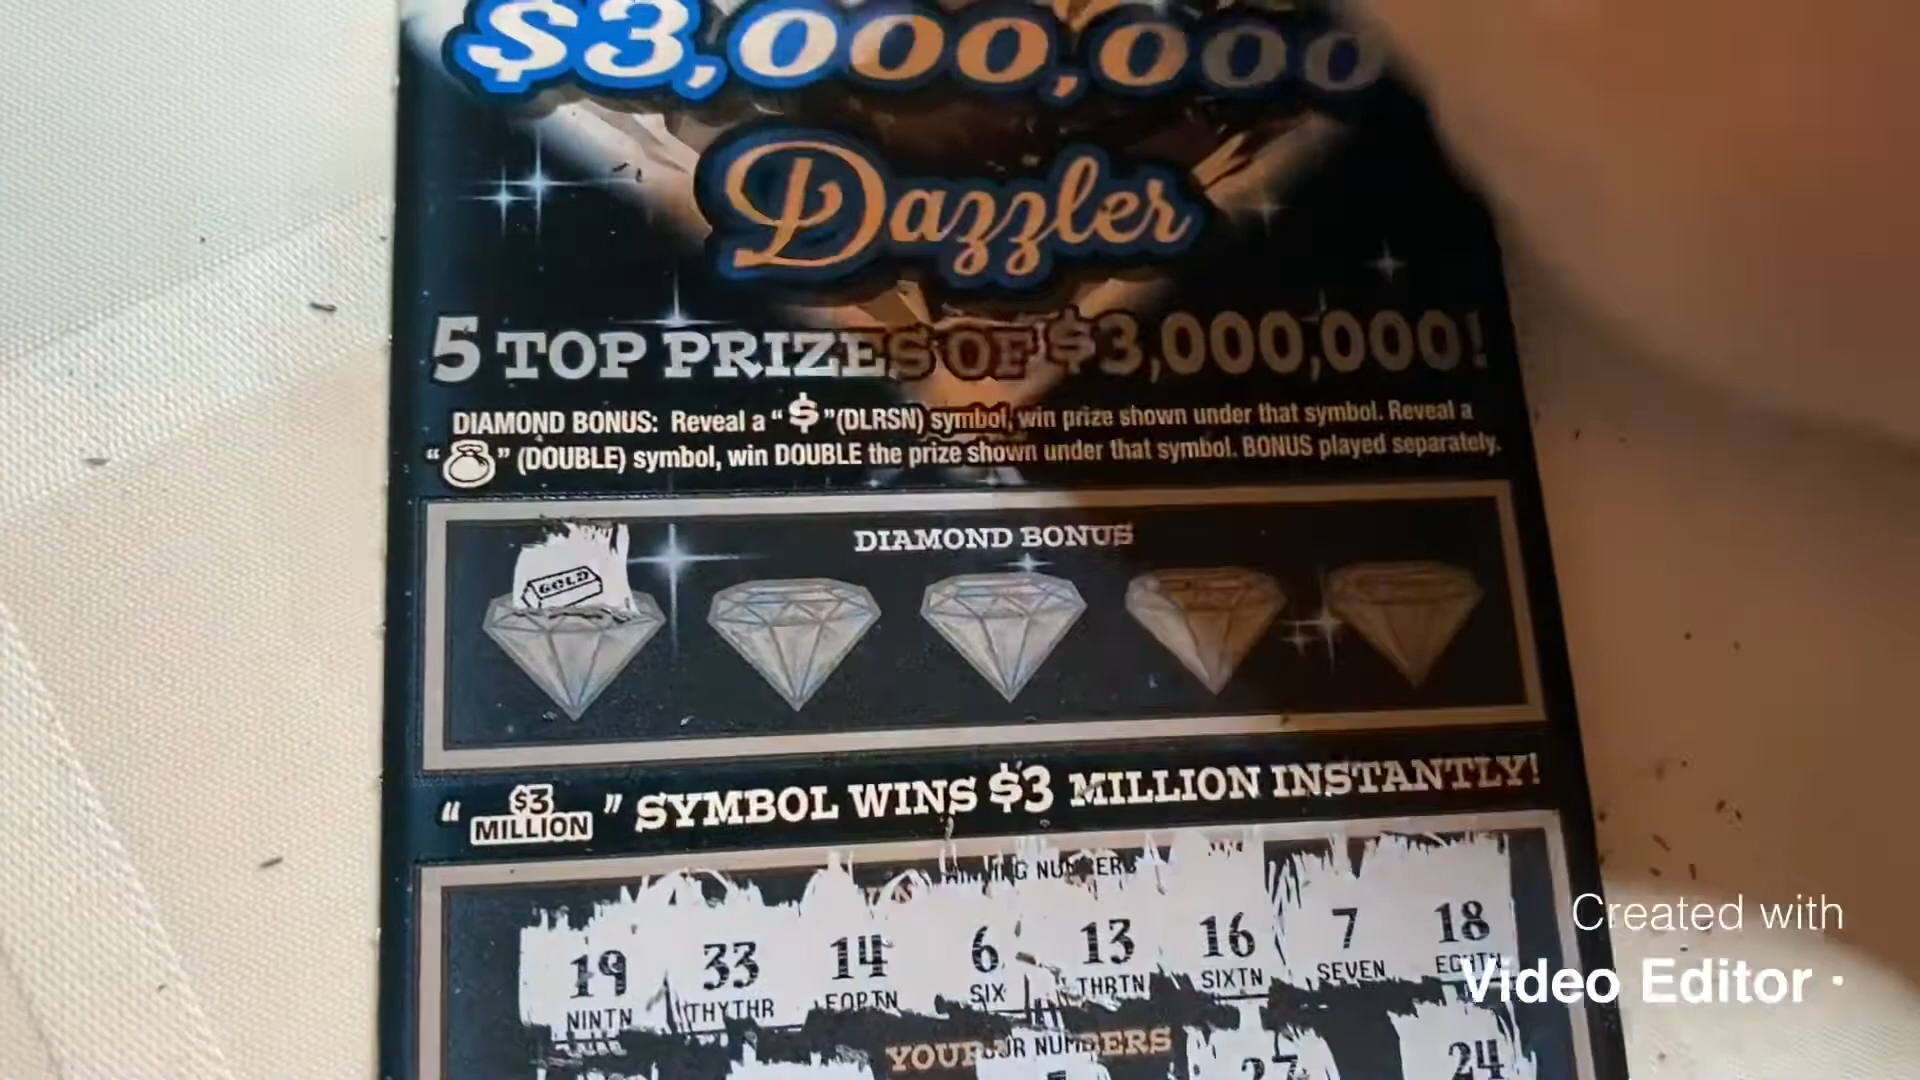 $3,000,000
Dazzler
5 TOP PRIZES OF $3,000,000!
DIAMOND BONUS: Reveal a "$"(DLRSN) symbol, win prize shown under that symbol. Reveal a
" " (DOUBLE) symbol, win DOUBLE the prize shown under that symbol. BONUS played separately.
DIAMOND BONUS
GOLD
"$3 MILLION" SYMBOL WINS $3 MILLION INSTANTLY!
WINNING NUMBERS
19 33 14 6 13 16 7 18
NINTN THYTHR FORTN SIX THRTN SIXTN SEVEN EGHTN
YOUR NUMBERS
27 24
Created with
Video Editor